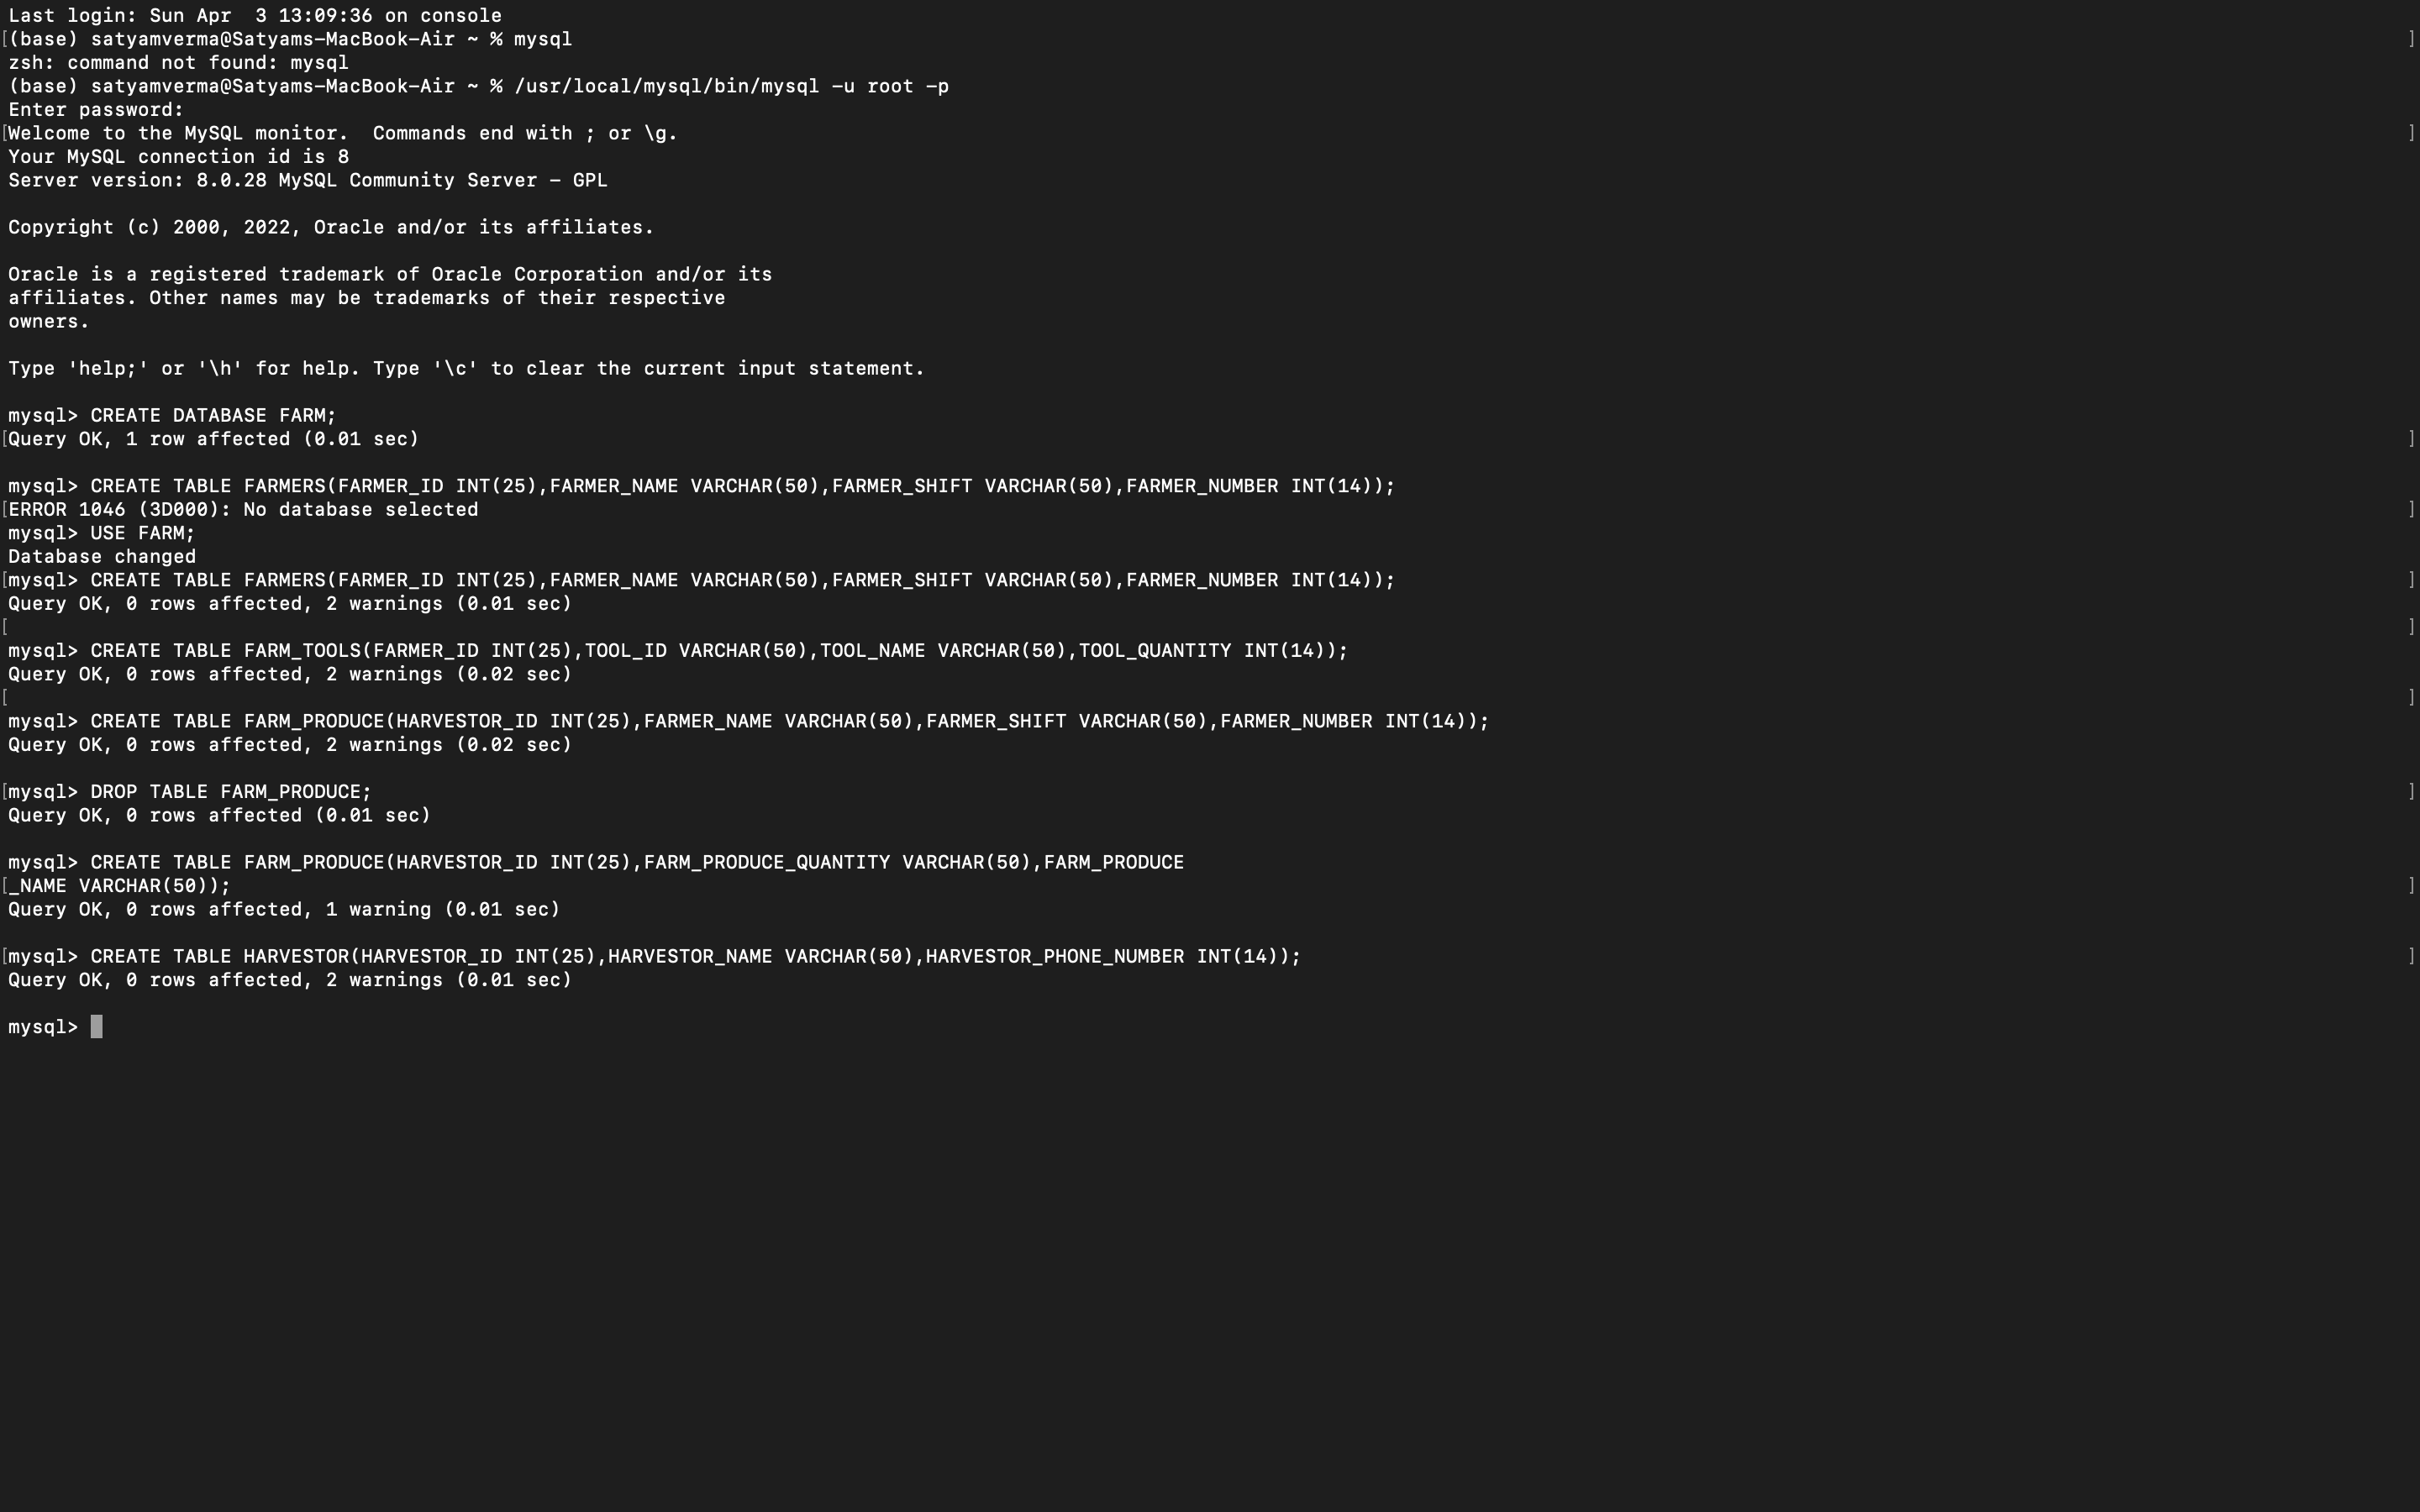 Last login: Sun Apr  3 13:09:36 on console
[(base) satyamverma@Satyams-MacBook-Air ~ % mysql ]
zsh: command not found: mysql
(base) satyamverma@Satyams-MacBook-Air ~ % /usr/local/mysql/bin/mysql -u root -p
Enter password:
[Welcome to the MySQL monitor.  Commands end with ; or \g. ]
Your MySQL connection id is 8
Server version: 8.0.28 MySQL Community Server - GPL
Copyright (c) 2000, 2022, Oracle and/or its affiliates.
Oracle is a registered trademark of Oracle Corporation and/or its
affiliates. Other names may be trademarks of their respective
owners.
Type 'help;' or '\h' for help. Type '\c' to clear the current input statement.
mysql> CREATE DATABASE FARM;
[Query OK, 1 row affected (0.01 sec) ]
mysql> CREATE TABLE FARMERS(FARMER_ID INT(25),FARMER_NAME VARCHAR(50),FARMER_SHIFT VARCHAR(50),FARMER_NUMBER INT(14));
[ERROR 1046 (3D000): No database selected ]
mysql> USE FARM;
Database changed
[mysql> CREATE TABLE FARMERS(FARMER_ID INT(25),FARMER_NAME VARCHAR(50),FARMER_SHIFT VARCHAR(50),FARMER_NUMBER INT(14)); ]
Query OK, 0 rows affected, 2 warnings (0.01 sec)
[ ]
mysql> CREATE TABLE FARM_TOOLS(FARMER_ID INT(25),TOOL_ID VARCHAR(50),TOOL_NAME VARCHAR(50),TOOL_QUANTITY INT(14));
Query OK, 0 rows affected, 2 warnings (0.02 sec)
[ ]
mysql> CREATE TABLE FARM_PRODUCE(HARVESTOR_ID INT(25),FARMER_NAME VARCHAR(50),FARMER_SHIFT VARCHAR(50),FARMER_NUMBER INT(14));
Query OK, 0 rows affected, 2 warnings (0.02 sec)
[mysql> DROP TABLE FARM_PRODUCE; ]
Query OK, 0 rows affected (0.01 sec)
mysql> CREATE TABLE FARM_PRODUCE(HARVESTOR_ID INT(25),FARM_PRODUCE_QUANTITY VARCHAR(50),FARM_PRODUCE
[_NAME VARCHAR(50)); ]
Query OK, 0 rows affected, 1 warning (0.01 sec)
[mysql> CREATE TABLE HARVESTOR(HARVESTOR_ID INT(25),HARVESTOR_NAME VARCHAR(50),HARVESTOR_PHONE_NUMBER INT(14)); ]
Query OK, 0 rows affected, 2 warnings (0.01 sec)
mysql>